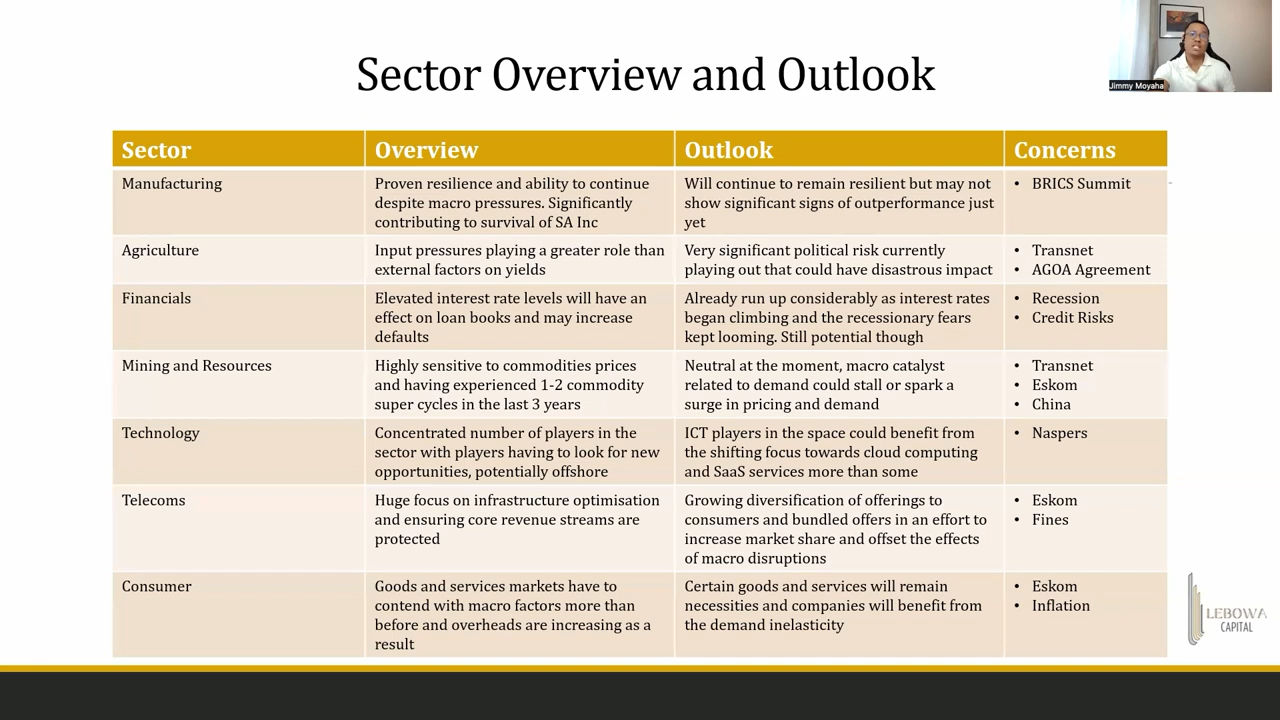 Sector Overview and Outlook
Jimmy Moyaha
Sector Overview Outlook Concerns
Manufacturing
Proven resilience and ability to continue
despite macro pressures. Significantly
contributing to survival of SA Inc
Will continue to remain resilient but may not
show significant signs of outperformance just
yet
• BRICS Summit
Agriculture
Input pressures playing a greater role than
external factors on yields
Very significant political risk currently
playing out that could have disastrous impact
• Transnet
• AGOA Agreement
Financials
Elevated interest rate levels will have an
effect on loan books and may increase
defaults
Already run up considerably as interest rates
began climbing and the recessionary fears
kept looming. Still potential though
• Recession
• Credit Risks
Mining and Resources
Highly sensitive to commodities prices
and having experienced 1-2 commodity
super cycles in the last 3 years
Neutral at the moment, macro catalyst
related to demand could stall or spark a
surge in pricing and demand
• Transnet
• Eskom
• China
Technology
Concentrated number of players in the
sector with players having to look for new
opportunities, potentially offshore
ICT players in the space could benefit from
the shifting focus towards cloud computing
and SaaS services more than some
• Naspers
Telecoms
Huge focus on infrastructure optimisation
and ensuring core revenue streams are
protected
Growing diversification of offerings to
consumers and bundled offers in an effort to
increase market share and offset the effects
of macro disruptions
• Eskom
• Fines
Consumer
Goods and services markets have to
contend with macro factors more than
before and overheads are increasing as a
result
Certain goods and services will remain
necessities and companies will benefit from
the demand inelasticity
• Eskom
• Inflation
LEBOWA
CAPITAL